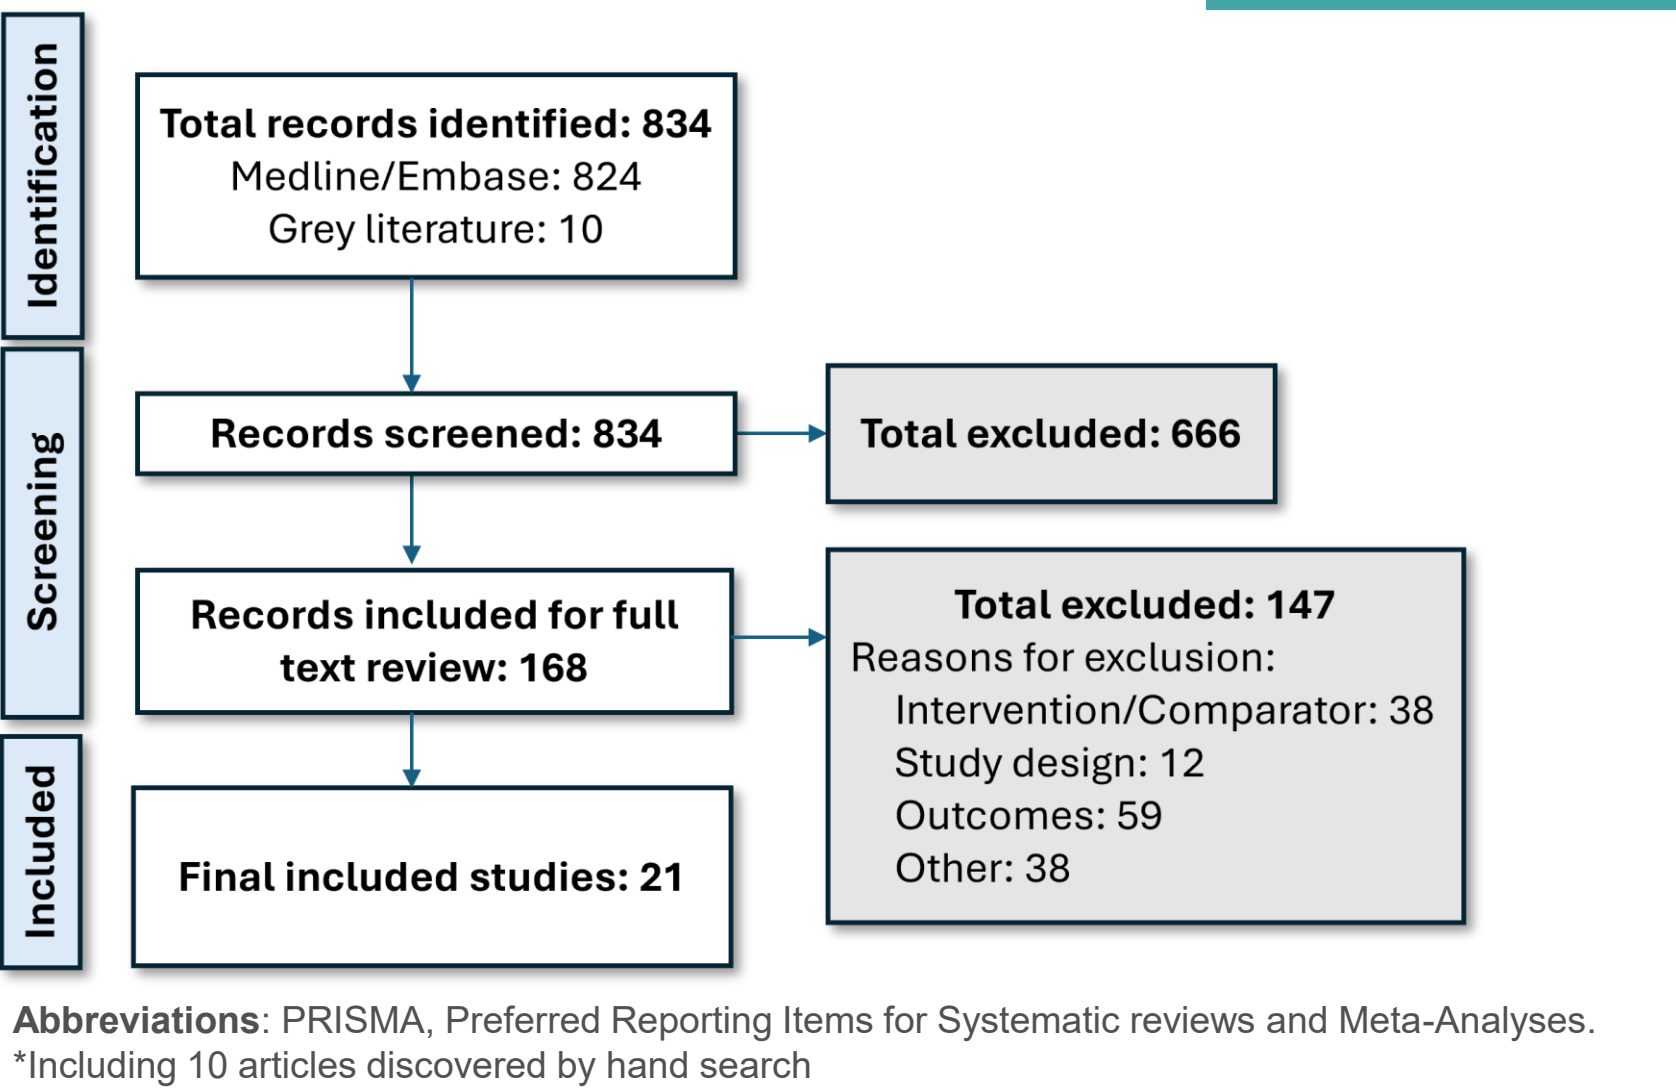 Identification
Total records identified: 834
Medline/Embase: 824
Grey literature: 10
Screening
Records screened: 834
Total excluded: 666
Records included for full
text review: 168
Total excluded: 147
Reasons for exclusion:
Intervention/Comparator: 38
Study design: 12
Outcomes: 59
Other: 38
Included
Final included studies: 21
Abbreviations: PRISMA, Preferred Reporting Items for Systematic reviews and Meta-Analyses.
*Including 10 articles discovered by hand search